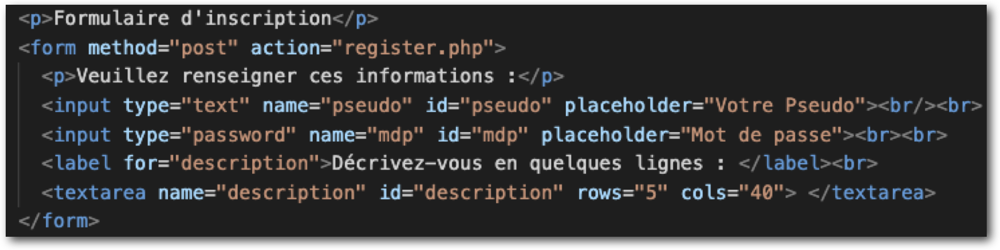 <p>Formulaire d'inscription</p>
<form method="post" action="register.php">
<p>Veuillez renseigner ces informations :</p>
<input type="text" name="pseudo" id="pseudo" placeholder="Votre Pseudo"><br/><br>
<input type="password" name="mdp" id="mdp" placeholder="Mot de passe"><br><br>
<label for="description">Décrivez-vous en quelques lignes : </label><br>
<textarea name="description" id="description" rows="5" cols="40"> </textarea>
</form>